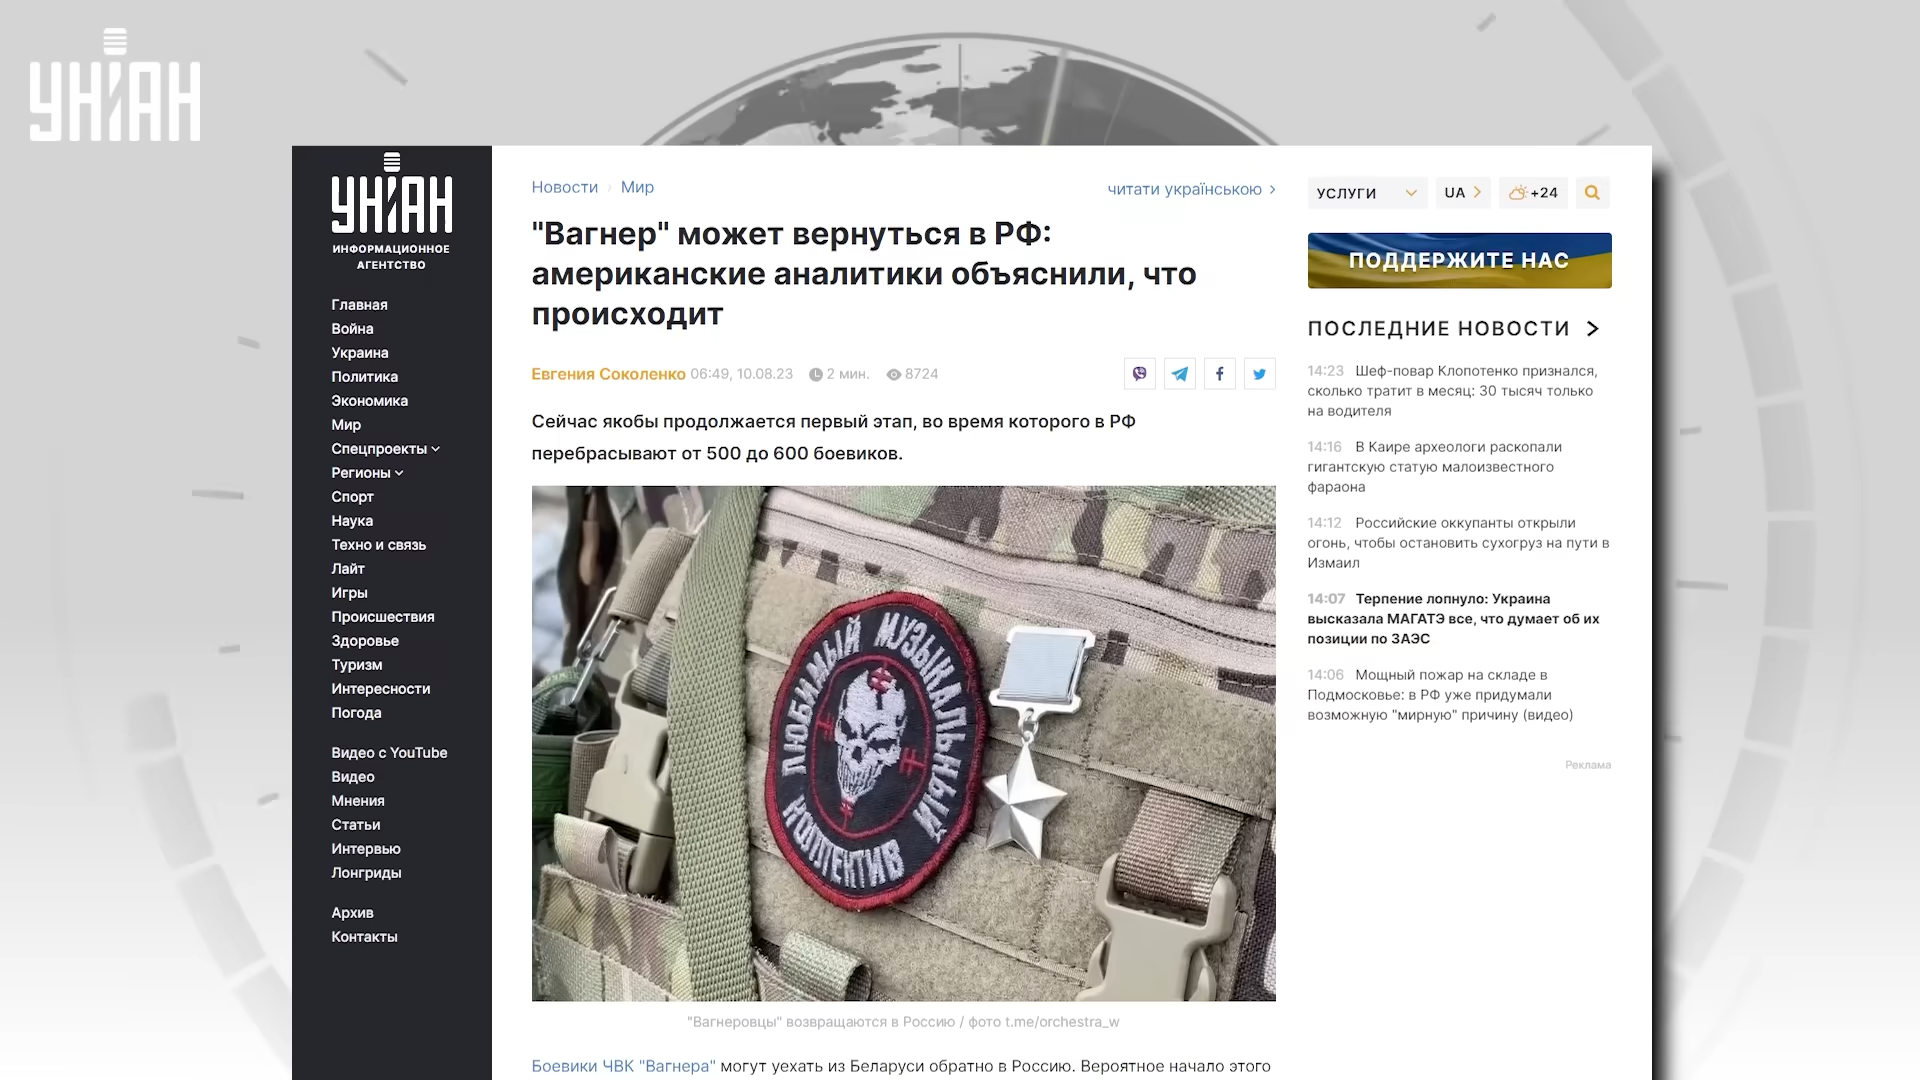 УНІАН
УНІАН
ИНФОРМАЦИОННОЕ
АГЕНТСТВО
Главная
Война
Украина
Политика
Экономика
Мир
Спецпроекты
Регионы
Спорт
Наука
Техно и связь
Лайт
Игры
Происшествия
Здоровье
Туризм
Интересности
Погода
Видео с YouTube
Видео
Мнения
Статьи
Интервью
Лонгриды
Архив
Контакты
Новости › Мир
читати українською
"Вагнер" может вернуться в РФ:
американские аналитики объяснили, что
происходит
Евгения Соколенко 06:49, 10.08.23 2 мин. 8724
Сейчас якобы продолжается первый этап, во время которого в РФ
перебрасывают от 500 до 600 боевиков.
ЛЮБИМЫЙ МУЗЫКАЛЬНЫЙ
КОЛЛЕКТИВ
"Вагнеровцы" возвращаются в Россию / фото t.me/orchestra_w
Боевики ЧВК "Вагнера" могут уехать из Беларуси обратно в Россию. Вероятное начало этого
УСЛУГИ UA +24
ПОДДЕРЖИТЕ НАС
ПОСЛЕДНИЕ НОВОСТИ
14:23 Шеф-повар Клопотенко признался,
сколько тратит в месяц: 30 тысяч только
на водителя
14:16 В Каире археологи раскопали
гигантскую статую малоизвестного
фараона
14:12 Российские оккупанты открыли
огонь, чтобы остановить сухогруз на пути в
Измаил
14:07 Терпение лопнуло: Украина
высказала МАГАТЭ все, что думает об их
позиции по ЗАЭС
14:06 Мощный пожар на складе в
Подмосковье: в РФ уже придумали
возможную "мирную" причину (видео)
Реклама